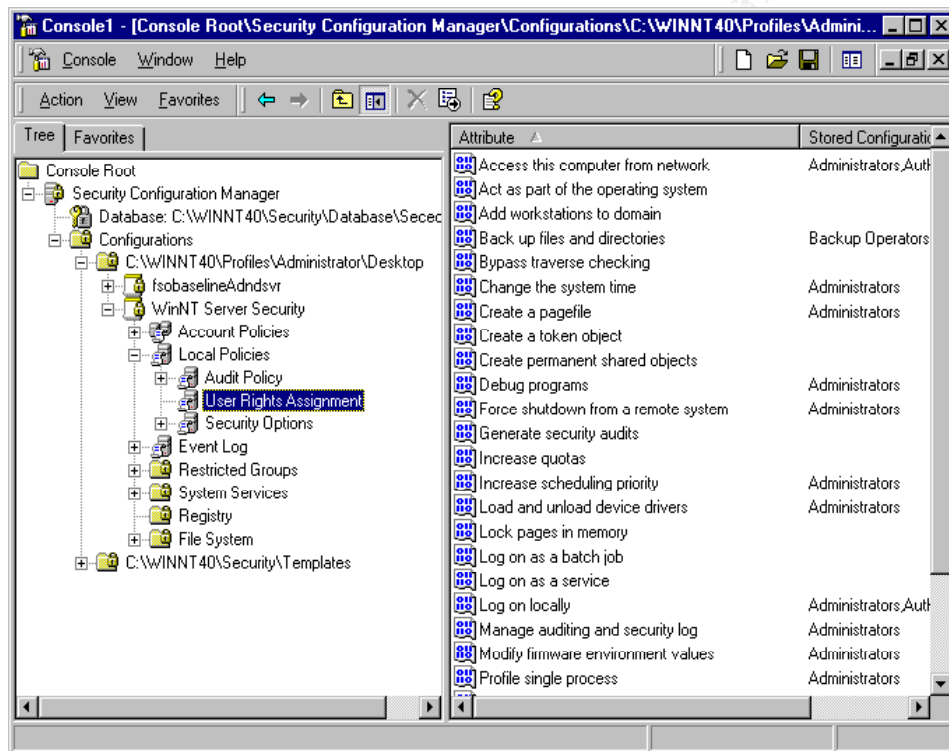 Console1 - [Console Root\Security Configuration Manager\Configurations\C:\WINNT40\Profiles\Admini...
Console Window Help
Action View Favorites
Tree Favorites
Console Root
Security Configuration Manager
Database: C:\WINNT40\Security\Database\Seced
Configurations
C:\WINNT40\Profiles\Administrator\Desktop
fsobaselineAdndsvr
WinNT Server Security
Account Policies
Local Policies
Audit Policy
User Rights Assignment
Security Options
Event Log
Restricted Groups
System Services
Registry
File System
C:\WINNT40\Security\Templates
Attribute Stored Configuratio
Access this computer from network Administrators,Auth
Act as part of the operating system
Add workstations to domain
Back up files and directories Backup Operators
Bypass traverse checking
Change the system time Administrators
Create a pagefile Administrators
Create a token object
Create permanent shared objects
Debug programs Administrators
Force shutdown from a remote system Administrators
Generate security audits
Increase quotas
Increase scheduling priority Administrators
Load and unload device drivers Administrators
Lock pages in memory
Log on as a batch job
Log on as a service
Log on locally Administrators,Auth
Manage auditing and security log Administrators
Modify firmware environment values Administrators
Profile single process Administrators